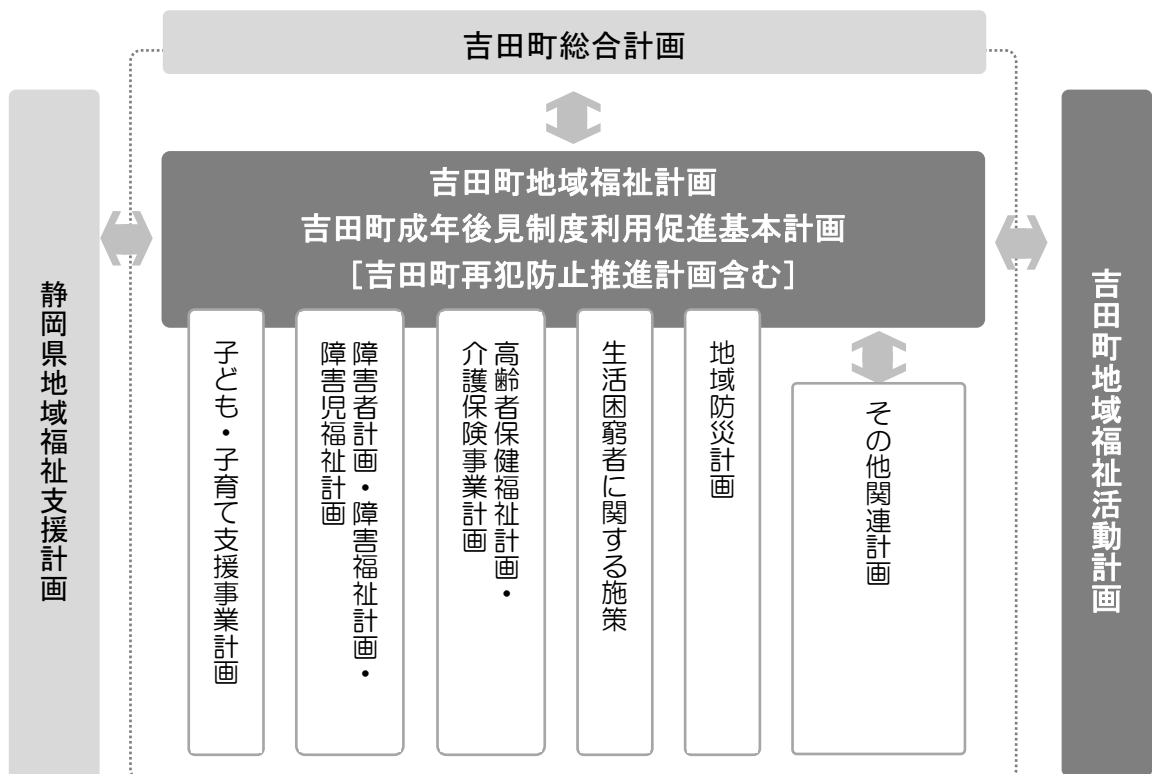 吉田町総合計画
吉田町地域福祉計画
吉田町成年後見制度利用促進基本計画
［吉田町再犯防止推進計画含む］
静岡県地域福祉支援計画
子ども・子育て支援事業計画
障害者計画・障害福祉計画・
障害児福祉計画
高齢者保健福祉計画・
介護保険事業計画
生活困窮者に関する施策
地域防災計画
その他関連計画
吉田町地域福祉活動計画